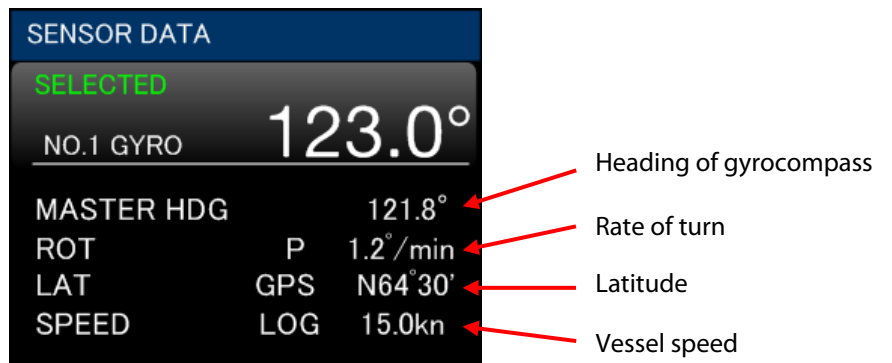 SENSOR DATA
SELECTED
NO.1 GYRO 123.0°
MASTER HDG 121.8° Heading of gyrocompass
ROT P 1.2°/min Rate of turn
LAT GPS N64°30' Latitude
SPEED LOG 15.0kn Vessel speed